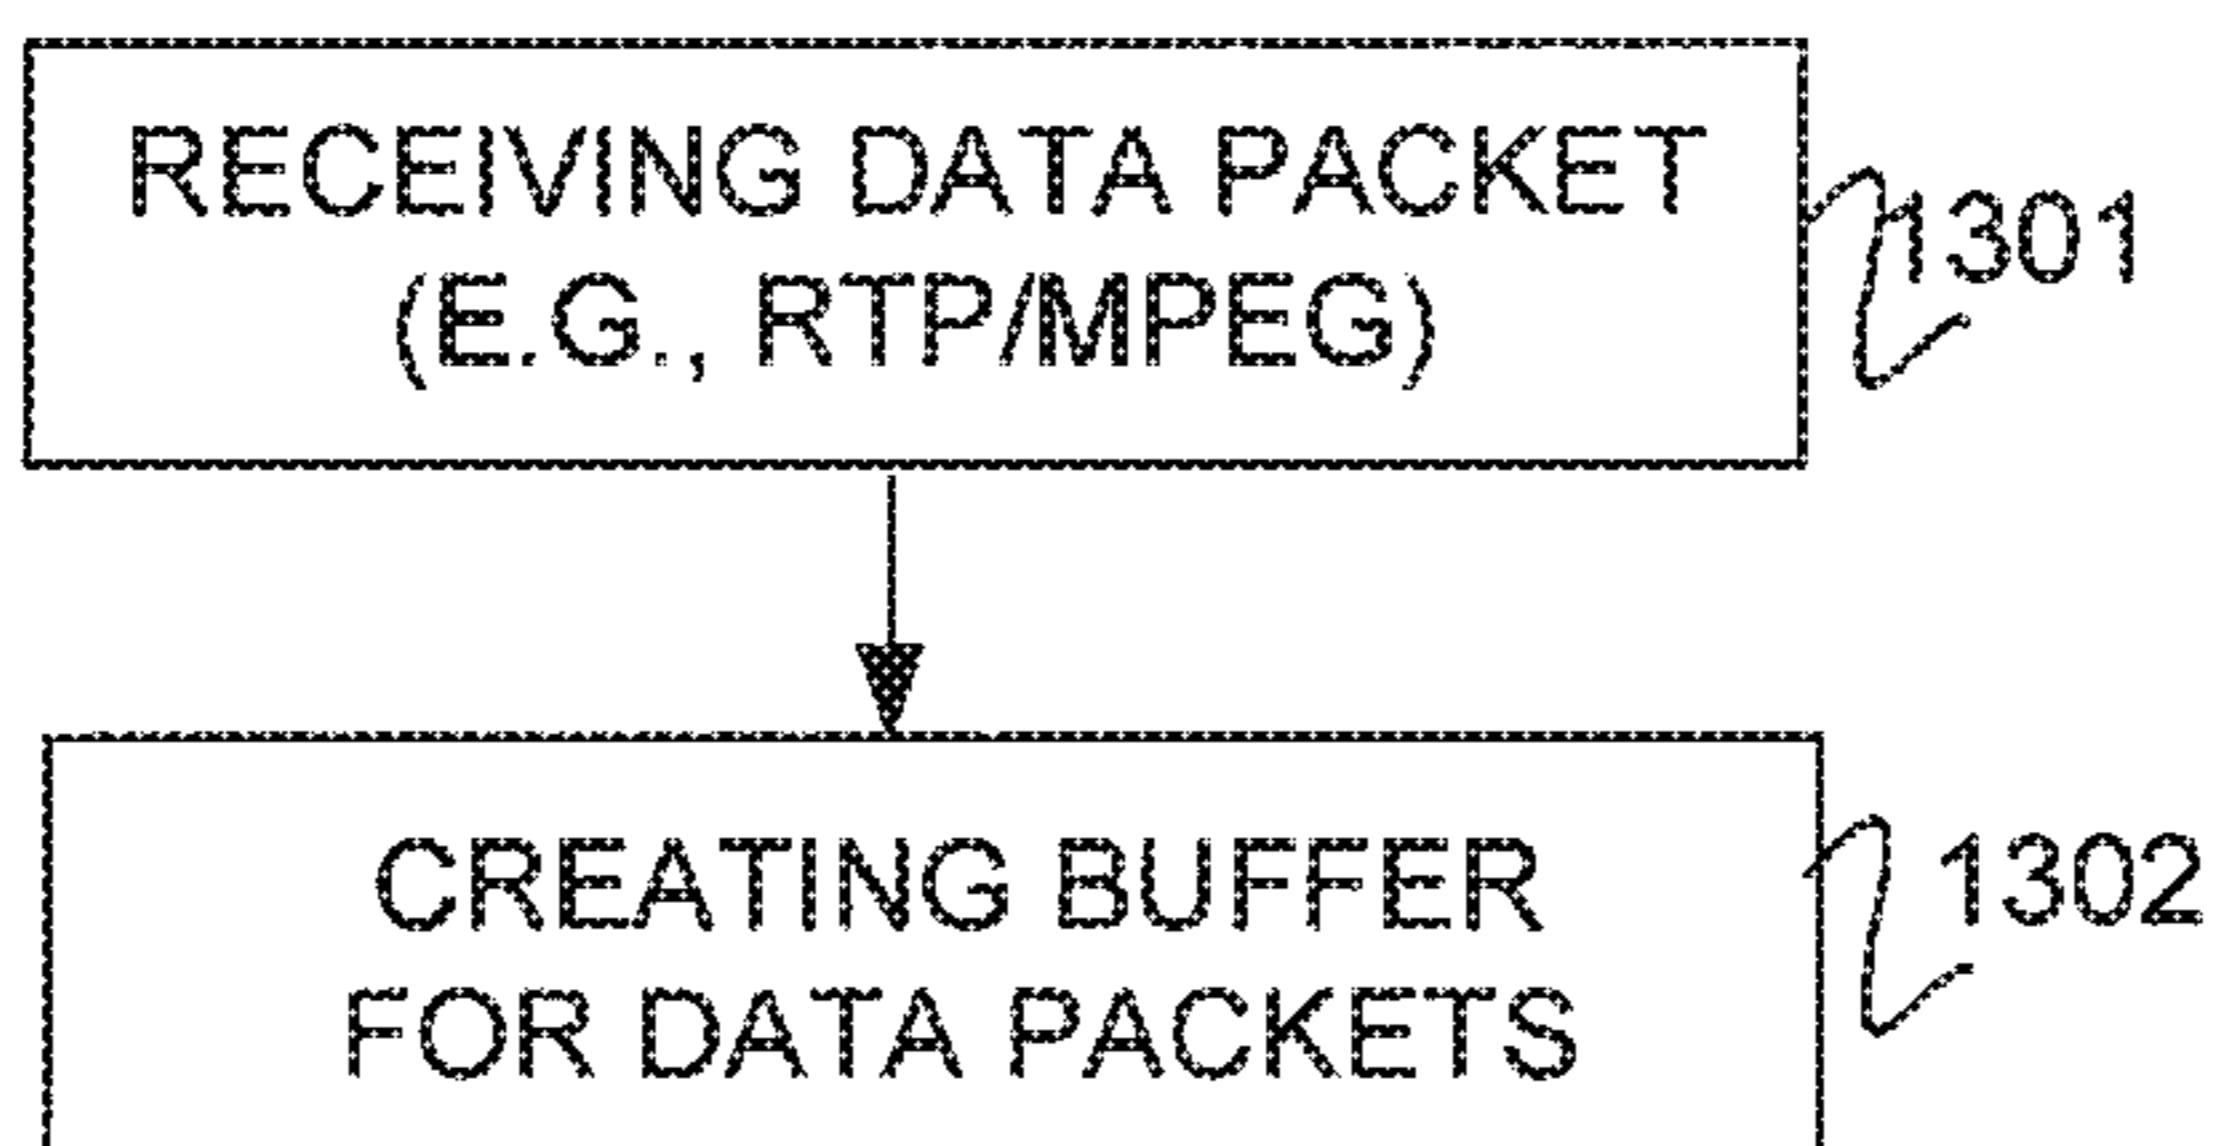 RECEIVING DATA PACKET
(E.G., RTP/MPEG)
1301
CREATING BUFFER
FOR DATA PACKETS
1302